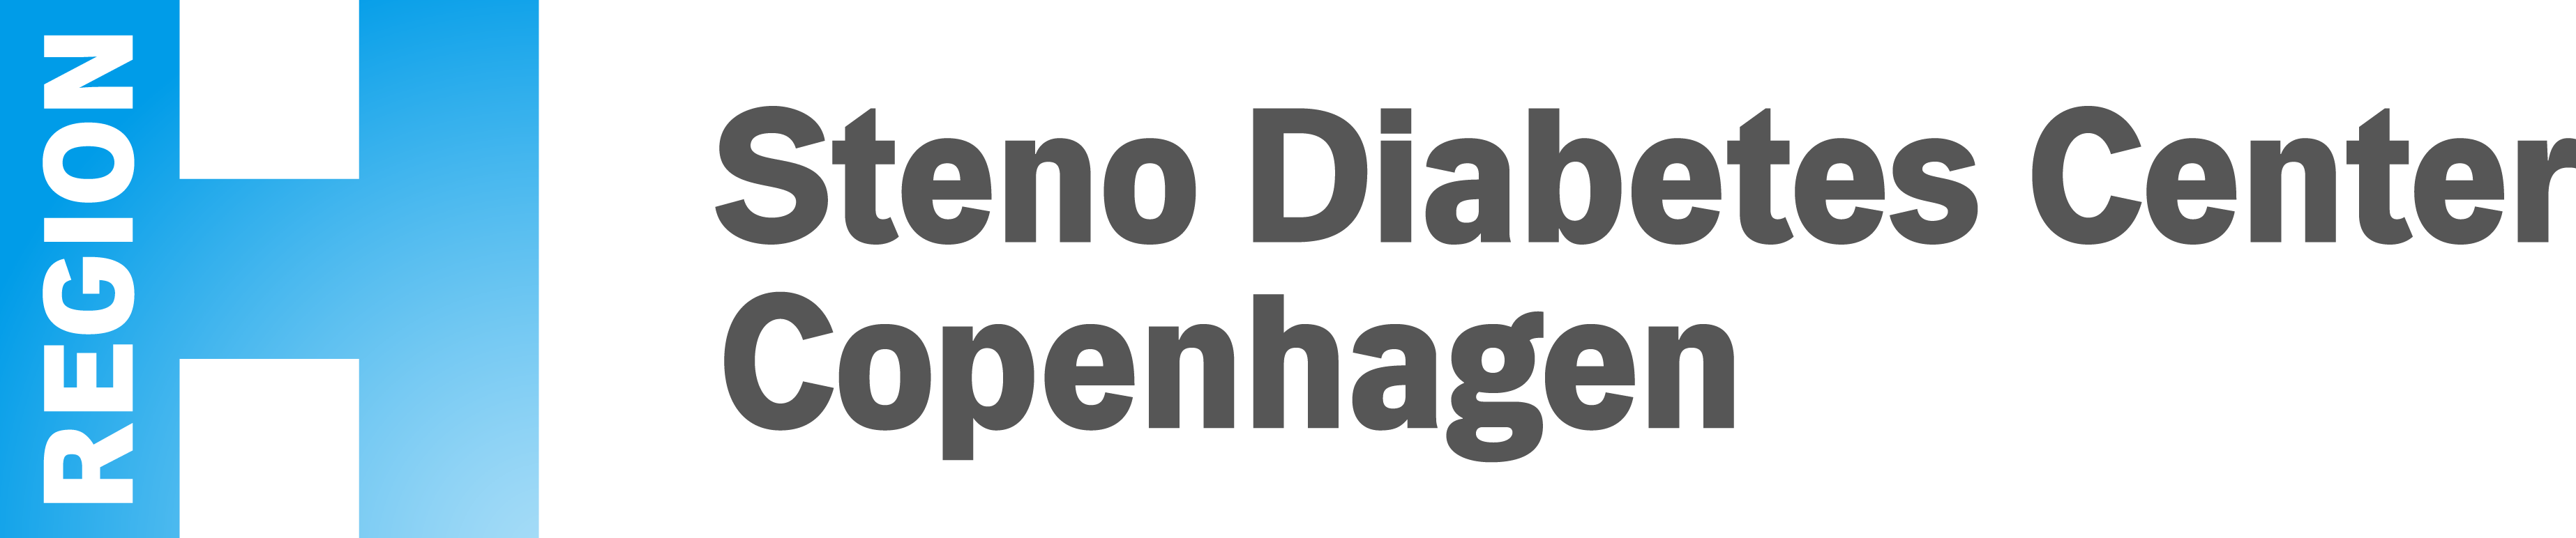 REGION H
Steno Diabetes Center
Copenhagen